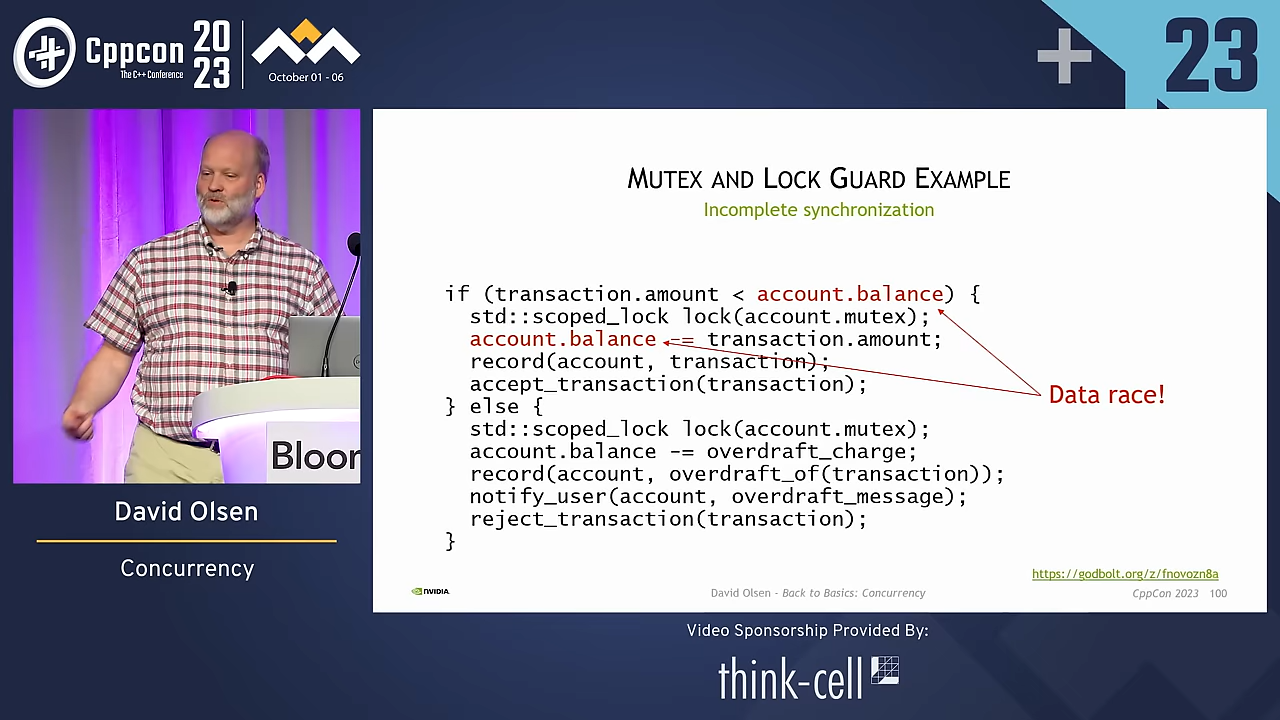 Cppcon
The C++ Conference
20
23
October 01 - 06
23
Bloor
David Olsen
Concurrency
MUTEX AND LOCK GUARD EXAMPLE
Incomplete synchronization
if (transaction.amount < account.balance) {
std::scoped_lock lock(account.mutex);
account.balance -= transaction.amount;
record(account, transaction);
accept_transaction(transaction);
} else {
std::scoped_lock lock(account.mutex);
account.balance -= overdraft_charge;
record(account, overdraft_of(transaction));
notify_user(account, overdraft_message);
reject_transaction(transaction);
}
Data race!
https://godbolt.org/z/fnovozn8a
NVIDIA
David Olsen - Back to Basics: Concurrency
CppCon 2023 100
Video Sponsorship Provided By:
think-cell